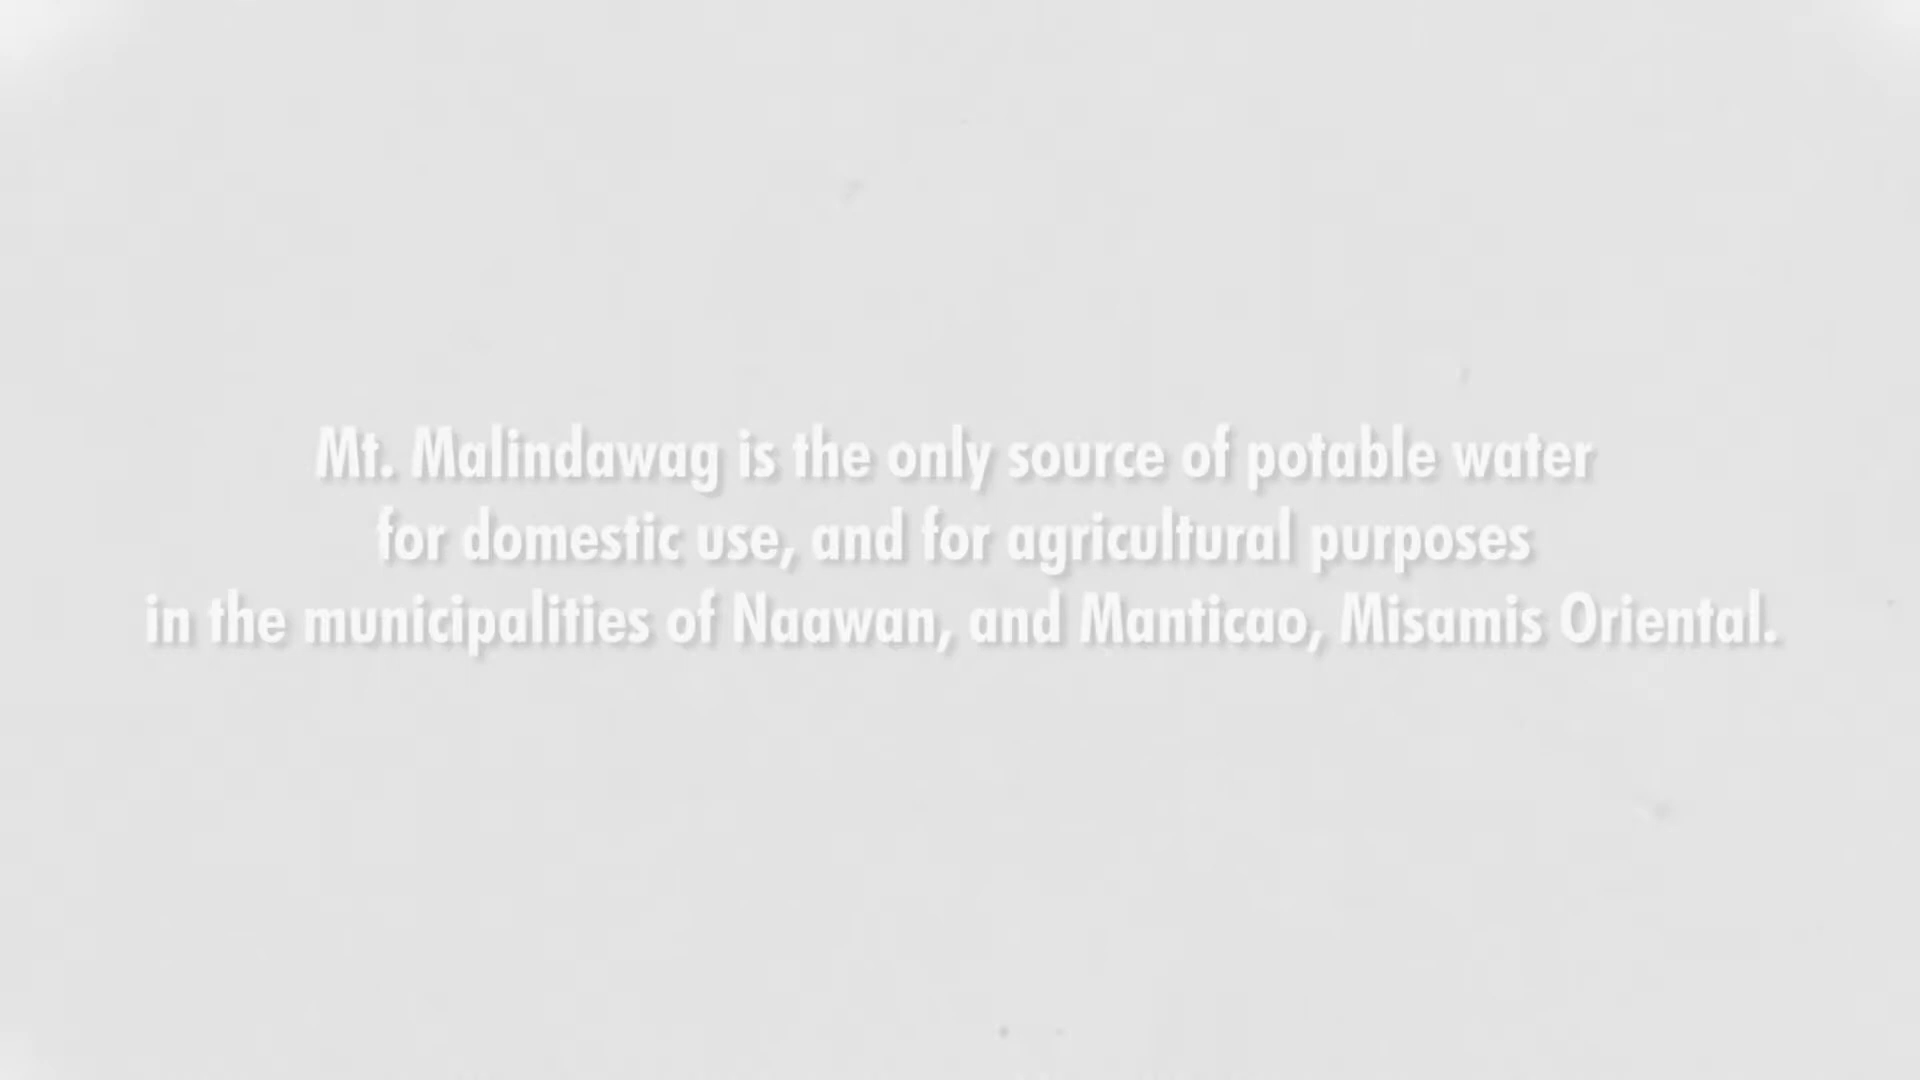 Mt. Malindawag is the only source of potable water
for domestic use, and for agricultural purposes
in the municipalities of Naawan, and Manticao, Misamis Oriental.